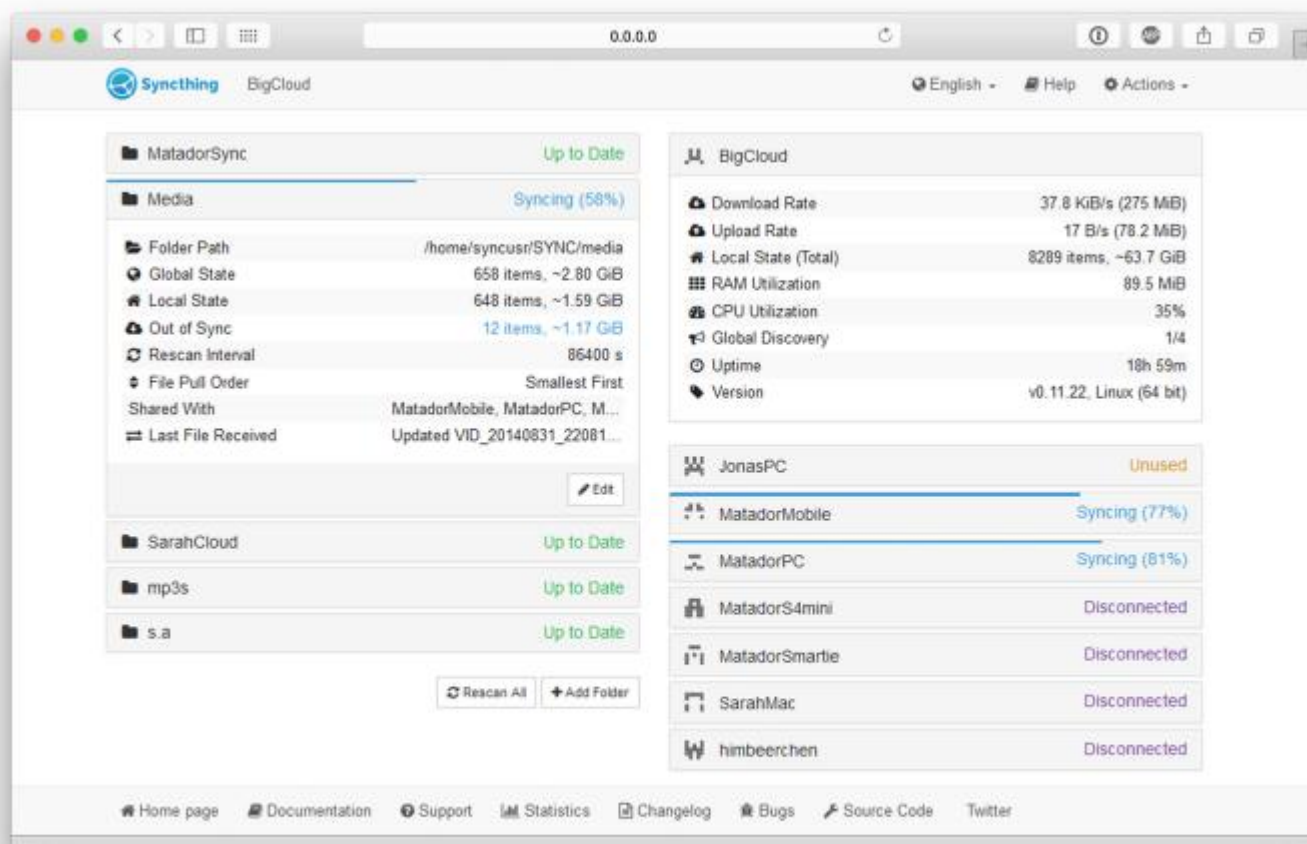 0.0.0.0
Syncthing BigCloud English Help Actions
MatadorSync Up to Date
Media Syncing (58%)
Folder Path /home/syncusr/SYNC/media
Global State 658 items, ~2.80 GiB
Local State 648 items, ~1.59 GiB
Out of Sync 12 items, ~1.17 GiB
Rescan Interval 86400 s
File Pull Order Smallest First
Shared With MatadorMobile, MatadorPC, M...
Last File Received Updated VID_20140831_22081...
Edit
SarahCloud Up to Date
mp3s Up to Date
s.a Up to Date
Rescan All Add Folder
BigCloud
Download Rate 37.8 KiB/s (275 MiB)
Upload Rate 17 B/s (78.2 MiB)
Local State (Total) 8289 items, ~63.7 GiB
RAM Utilization 89.5 MiB
CPU Utilization 35%
Global Discovery 1/4
Uptime 18h 59m
Version v0.11.22, Linux (64 bit)
JonasPC Unused
MatadorMobile Syncing (77%)
MatadorPC Syncing (81%)
MatadorS4mini Disconnected
MatadorSmartie Disconnected
SarahMac Disconnected
himbeerchen Disconnected
Home page Documentation Support Statistics Changelog Bugs Source Code Twitter